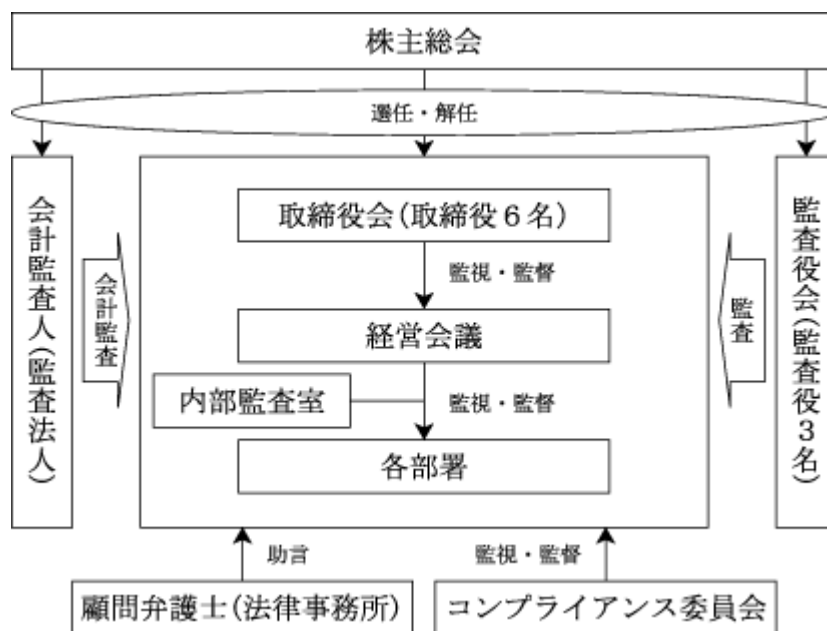 株主総会
選任・解任
会計監査人(監査法人)
会計監査
取締役会(取締役6名)
監視・監督
経営会議
内部監査室
監視・監督
各部署
監査
監査役会(監査役3名)
助言
監視・監督
顧問弁護士(法律事務所)
コンプライアンス委員会